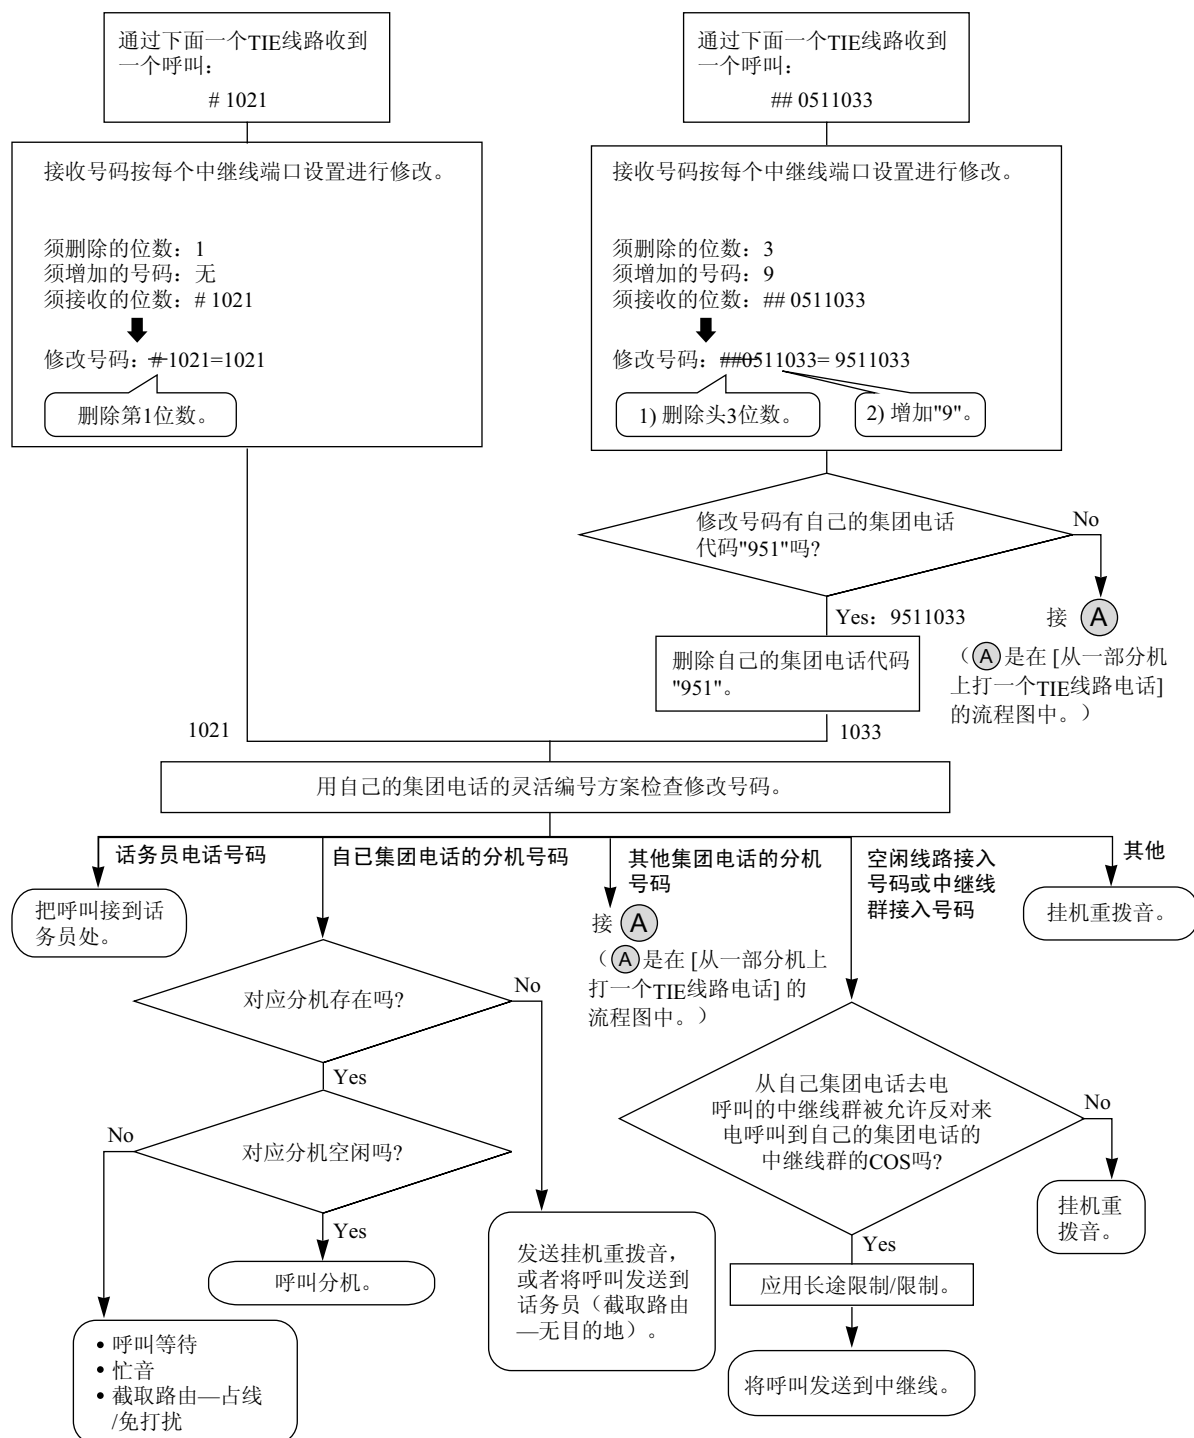 通过下面一个TIE线路收到
一个呼叫：
# 1021
通过下面一个TIE线路收到
一个呼叫：
## 0511033
接收号码按每个中继线端口设置进行修改。
须删除的位数：1
须增加的号码：无
须接收的位数：# 1021
修改号码：# 1021=1021
删除第1位数。
接收号码按每个中继线端口设置进行修改。
须删除的位数：3
须增加的号码：9
须接收的位数：## 0511033
修改号码：##0511033= 9511033
1) 删除头3位数。
2) 增加"9"。
修改号码有自己的集团电话
代码"951"吗?
No
Yes：9511033
接 A
（A是在 [从一部分机
上打一个TIE线路电话]
的流程图中。）
删除自己的集团电话代码
"951"。
1021
1033
用自己的集团电话的灵活编号方案检查修改号码。
话务员电话号码
自已集团电话的分机号码
其他集团电话的分机
号码
空闲线路接入
号码或中继线
群接入号码
其他
把呼叫接到话
务员处。
接 A
（A是在 [从一部分机上
打一个TIE线路电话] 的
流程图中。）
挂机重拨音。
对应分机存在吗?
No
Yes
对应分机空闲吗?
No
Yes
呼叫分机。
• 呼叫等待
• 忙音
• 截取路由—占线
/免打扰
发送挂机重拨音，
或者将呼叫发送到
话务员（截取路由
—无目的地）。
从自己集团电话去电
呼叫的中继线群被允许反对来
电呼叫到自己的集团电话的
中继线群的COS吗?
No
挂机重
拨音。
Yes
应用长途限制/限制。
将呼叫发送到中继线。